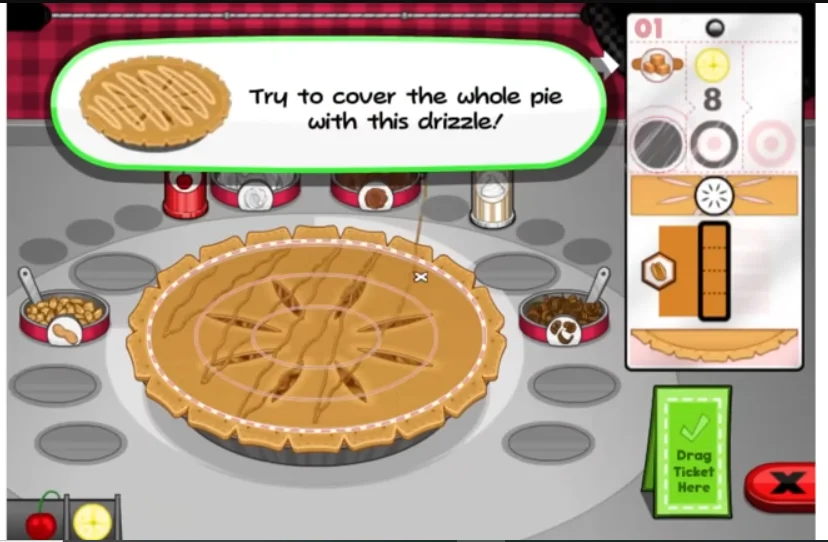 01
Try to cover the whole pie
with this drizzle!
8
Drag
Ticket
Here
X